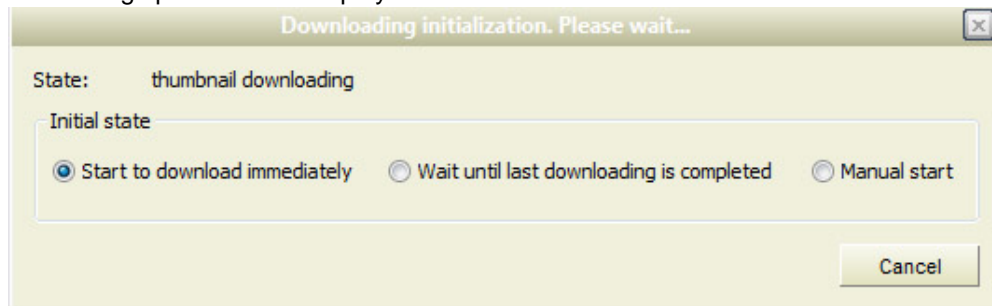 Downloading initialization. Please wait...
State: thumbnail downloading
Initial state
Start to download immediately Wait until last downloading is completed Manual start
Cancel